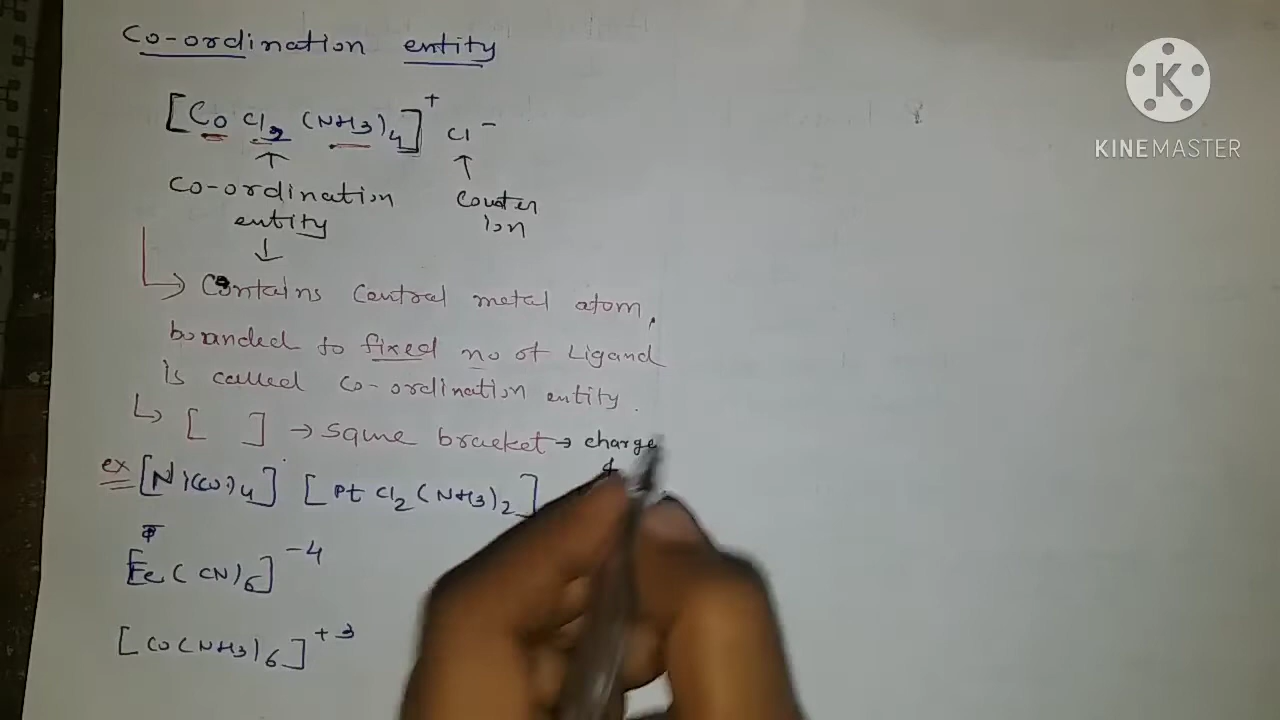 Co-ordination entity
[Co Cl2 (NH3)4]+ Cl-
Co-ordination entity
Counter Ion
Contains Central metal atom,
bounded to fixed no of Ligand
is called Co-ordination entity.
[ ] → Square bracket → charge
ex [Ni(CO)4] [Pt Cl2 (NH3)2]
Fe(CN)6]-4
[Co(NH3)6]+3
K
KINEMASTER